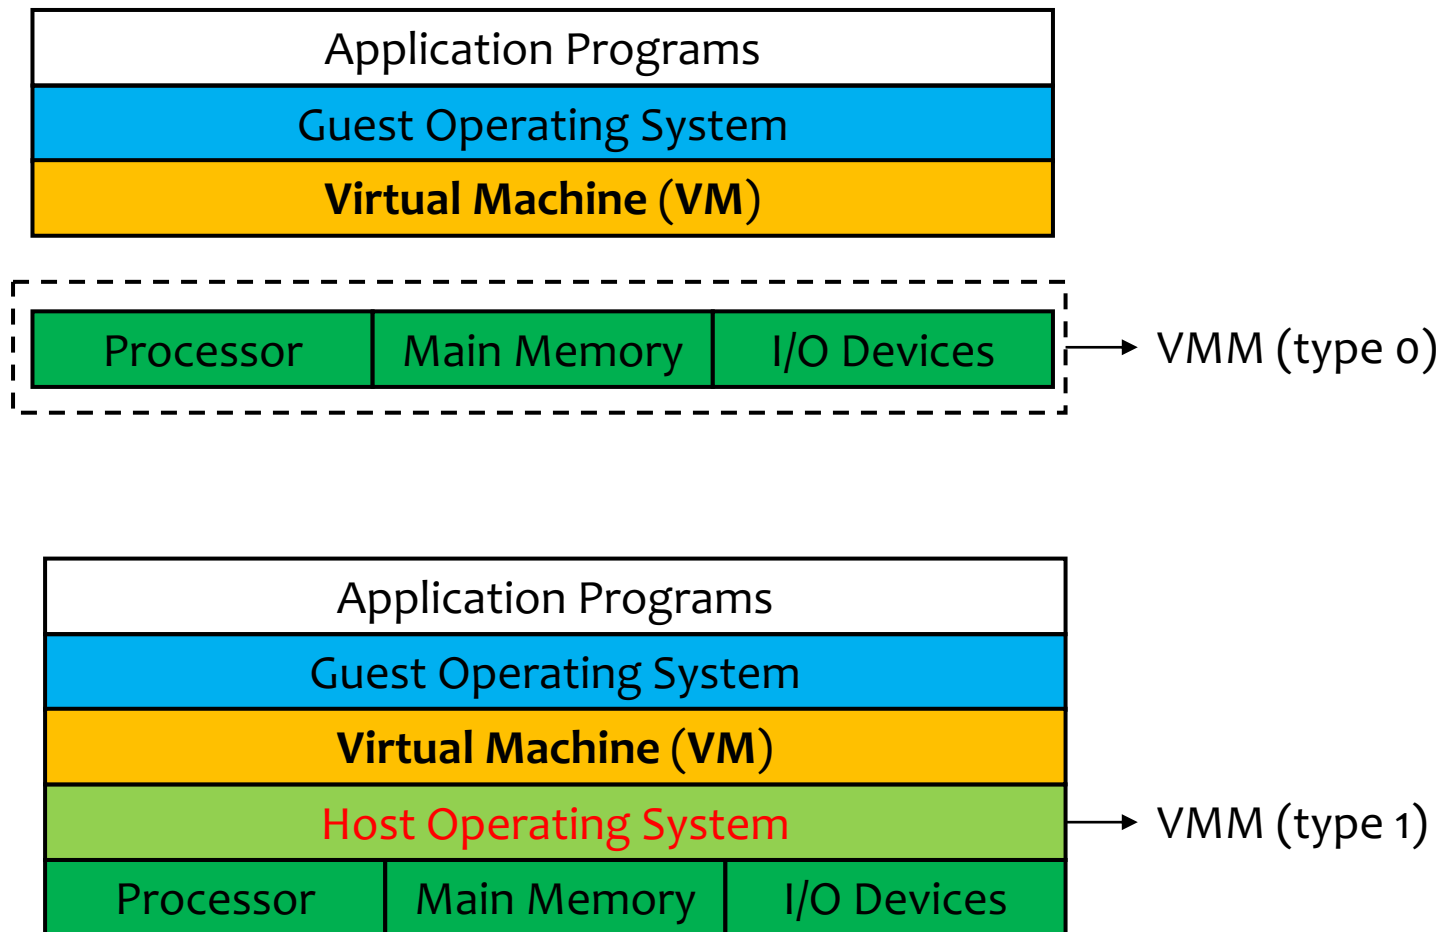 Application Programs
Guest Operating System
Virtual Machine (VM)
Processor Main Memory I/O Devices
VMM (type 0)
Application Programs
Guest Operating System
Virtual Machine (VM)
Host Operating System
VMM (type 1)
Processor Main Memory I/O Devices